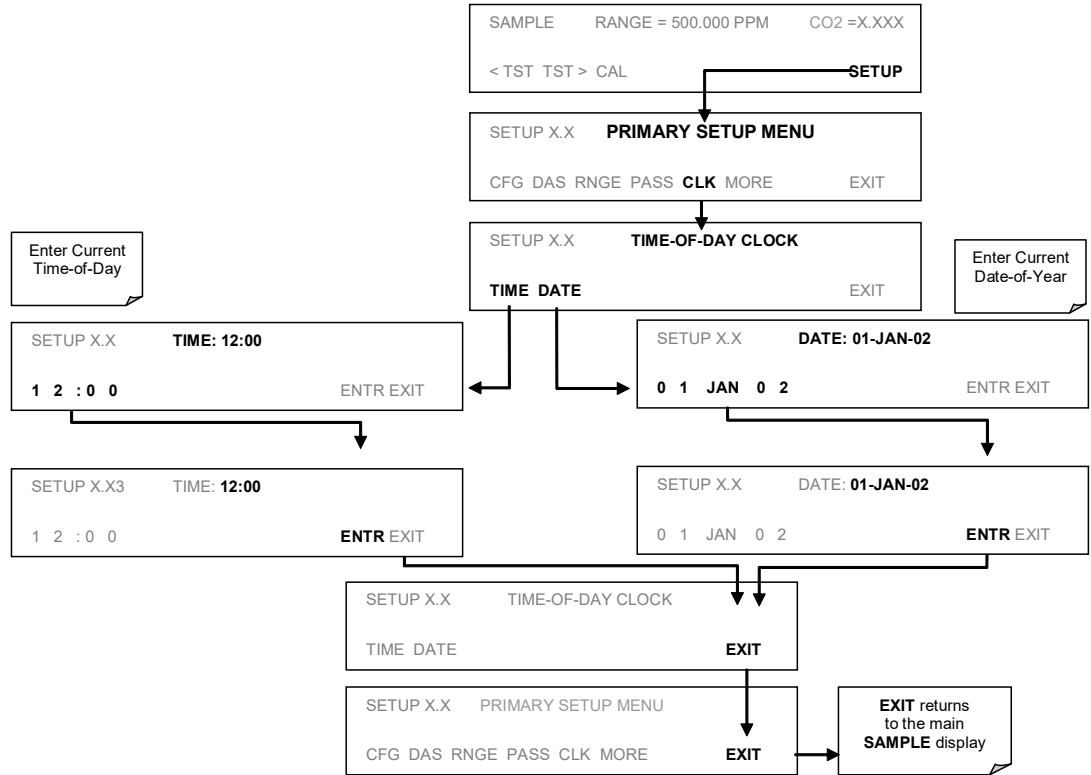 SAMPLE RANGE = 500.000 PPM CO2 =X.XXX
< TST TST > CAL SETUP
SETUP X.X PRIMARY SETUP MENU
CFG DAS RNGE PASS CLK MORE EXIT
SETUP X.X TIME-OF-DAY CLOCK
TIME DATE EXIT
Enter Current
Time-of-Day
Enter Current
Date-of-Year
SETUP X.X TIME: 12:00
1 2 :0 0 ENTR EXIT
SETUP X.X DATE: 01-JAN-02
0 1 JAN 0 2 ENTR EXIT
SETUP X.X3 TIME: 12:00
1 2 :0 0 ENTR EXIT
SETUP X.X DATE: 01-JAN-02
0 1 JAN 0 2 ENTR EXIT
SETUP X.X TIME-OF-DAY CLOCK
TIME DATE EXIT
SETUP X.X PRIMARY SETUP MENU
CFG DAS RNGE PASS CLK MORE EXIT
EXIT returns
to the main
SAMPLE display